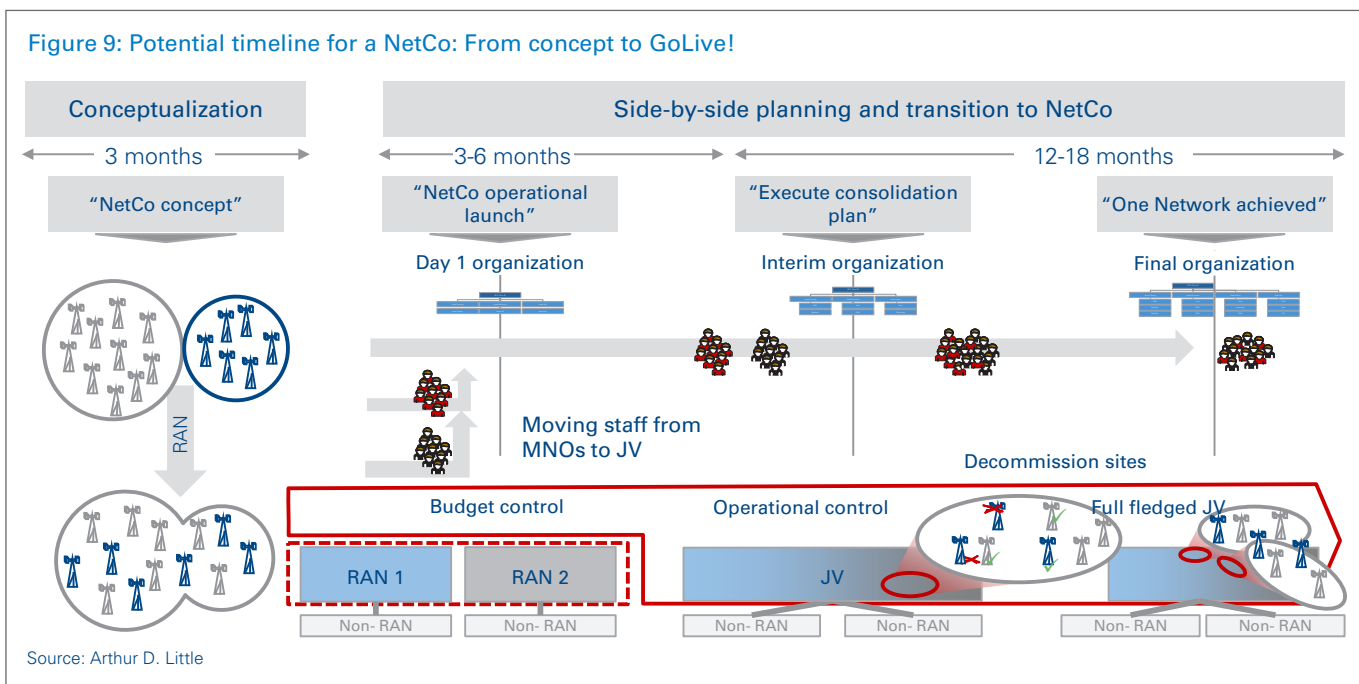 Figure 9: Potential timeline for a NetCo: From concept to GoLive!
Conceptualization
Side-by-side planning and transition to NetCo
3 months
3-6 months
12-18 months
“NetCo concept”
“NetCo operational
launch”
“Execute consolidation
plan”
“One Network achieved”
Day 1 organization
Interim organization
Final organization
RAN
Moving staff from
MNOs to JV
Decommission sites
Budget control
Operational control
Full fledged JV
RAN 1
RAN 2
JV
Non- RAN
Non- RAN
Non- RAN
Non- RAN
Non- RAN
Non- RAN
Source: Arthur D. Little